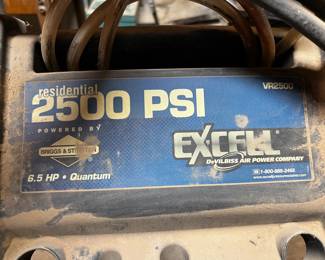 residential
VR2500
2500 PSI
POWERED BY
BRIGGS & STRATTON
EXCELL
DeVILBISS AIR POWER COMPANY
6.5 HP • Quantum